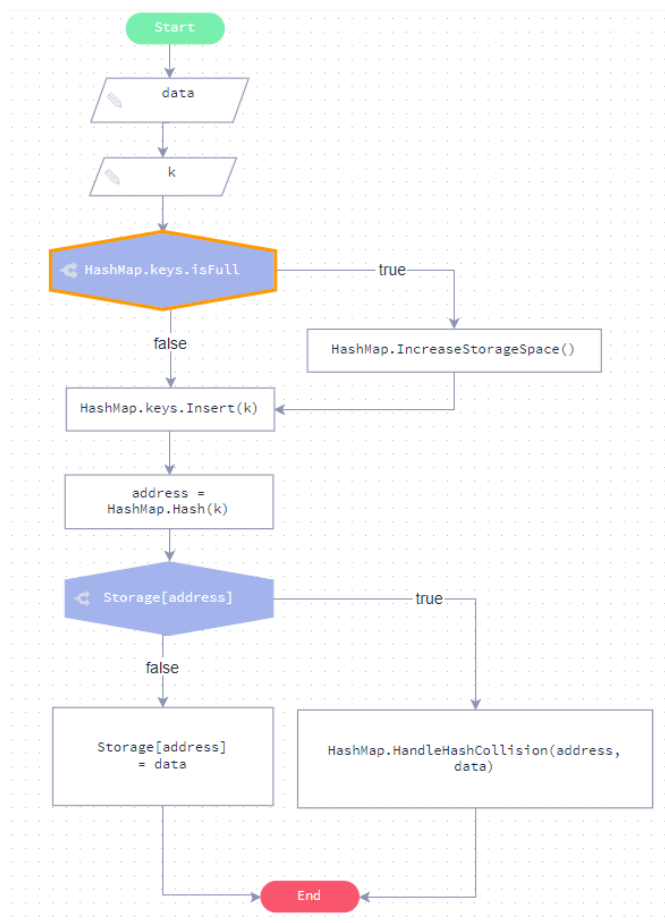 Start
data
k
HashMap.keys.isFull
true
false
HashMap.IncreaseStorageSpace()
HashMap.keys.Insert(k)
address =
HashMap.Hash(k)
Storage[address]
true
false
Storage[address]
= data
HashMap.HandleHashCollision(address,
data)
End